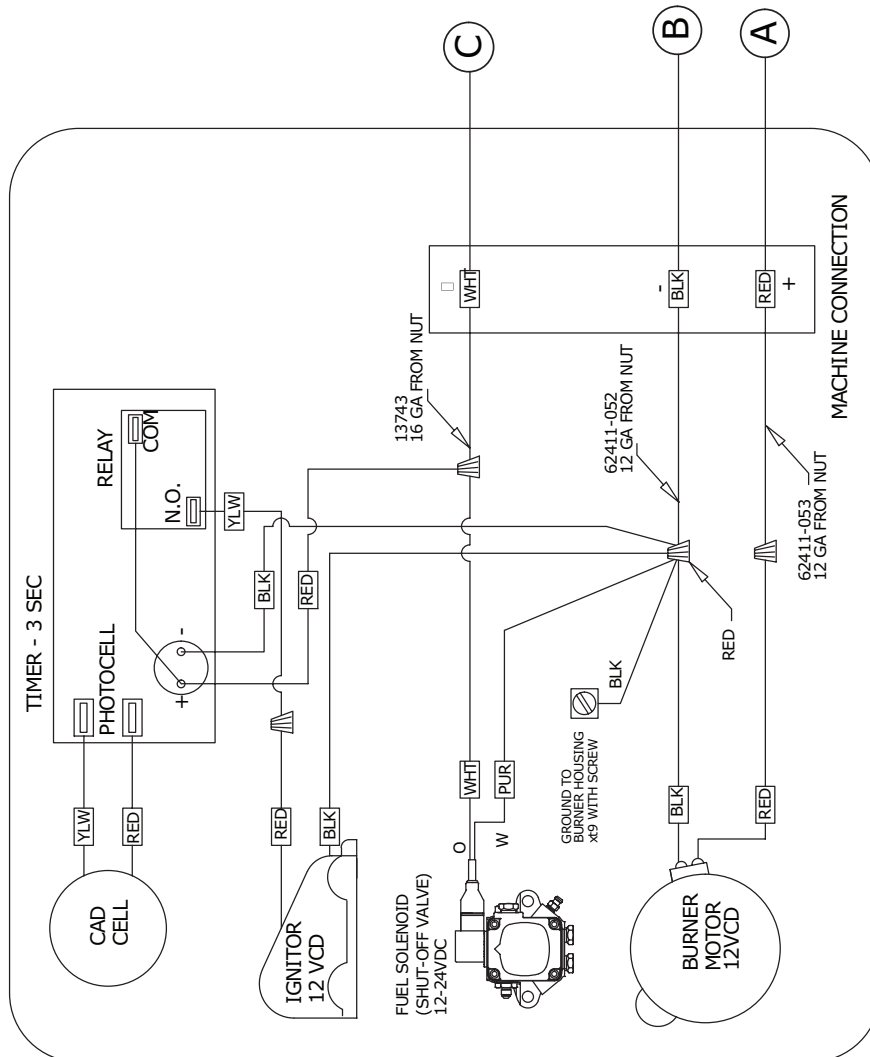 TIMER - 3 SEC
RELAY
COM
N.O.
PHOTOCELL
+
-
YLW
RED
CAD
CELL
YLW
BLK
RED
RED
BLK
IGNITOR
12 VCD
FUEL SOLENOID
(SHUT-OFF VALVE)
12-24VDC
O
W
WHT
PUR
GROUND TO
BURNER HOUSING
xt9 WITH SCREW
BLK
BURNER
MOTOR
12VCD
BLK
RED
RED
13743
16 GA FROM NUT
62411-052
12 GA FROM NUT
62411-053
12 GA FROM NUT
WHT
-
BLK
RED
+
MACHINE CONNECTION
C
B
A